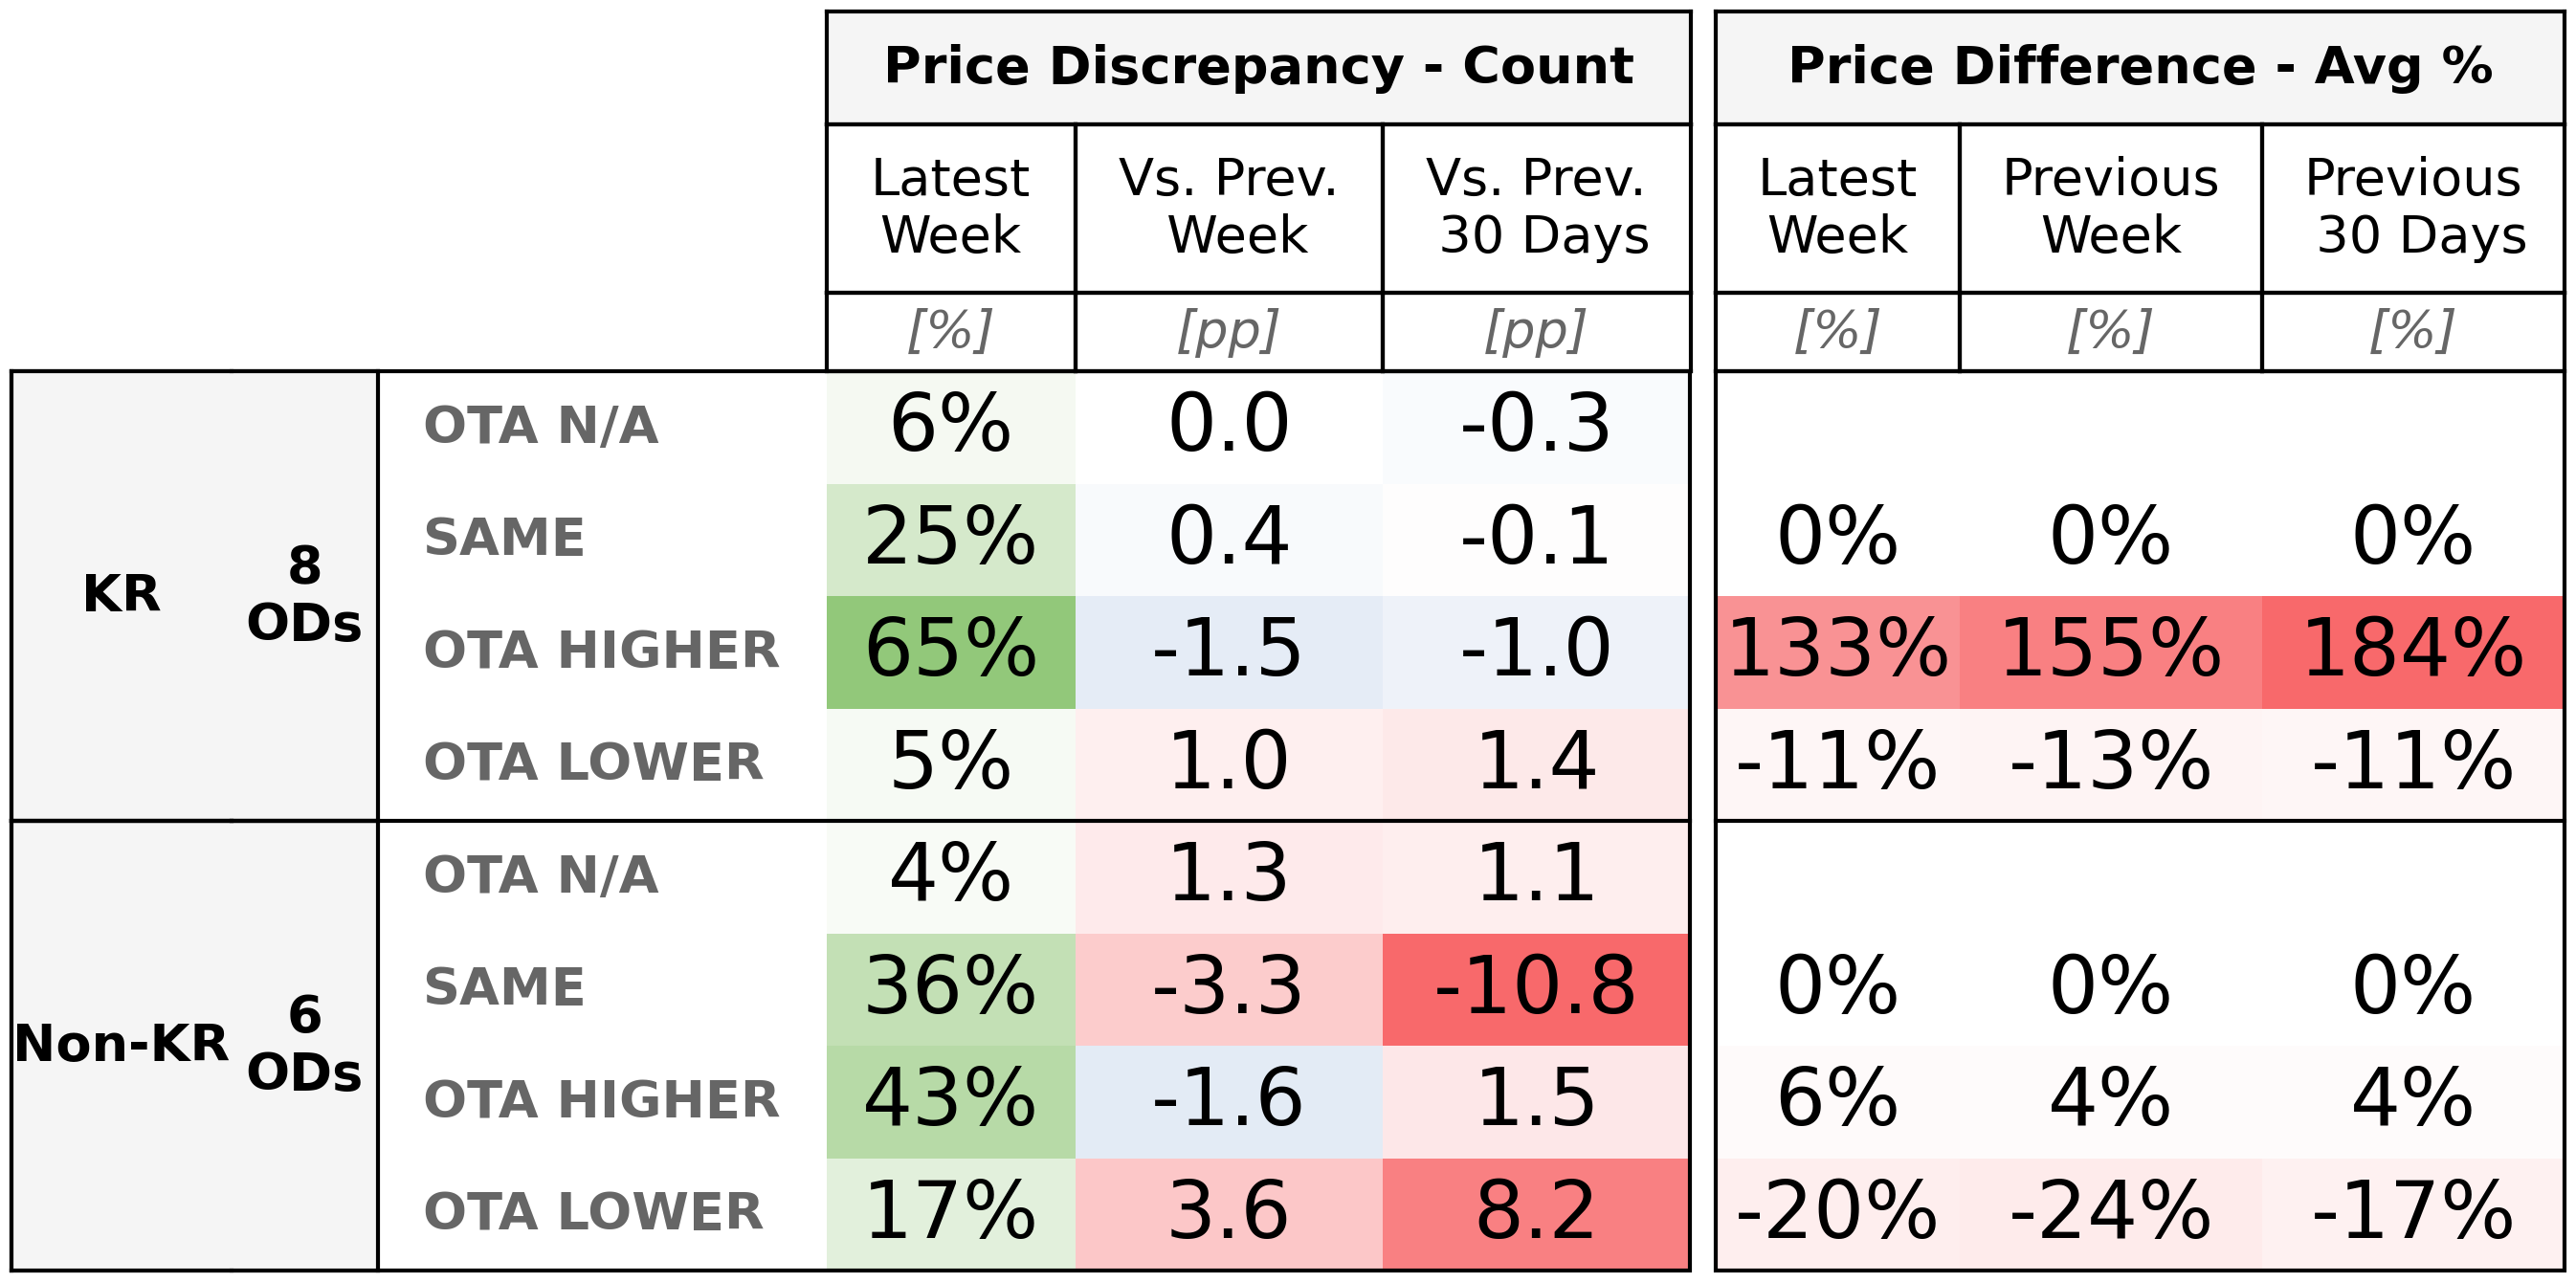 Price Discrepancy - Count Price Difference - Avg %
Latest Week Vs. Prev. Week Vs. Prev. 30 Days Latest Week Previous Week Previous 30 Days
[%] [pp] [pp] [%] [%] [%]
KR 8 ODs
OTA N/A 6% 0.0 -0.3
SAME 25% 0.4 -0.1 0% 0% 0%
OTA HIGHER 65% -1.5 -1.0 133% 155% 184%
OTA LOWER 5% 1.0 1.4 -11% -13% -11%
Non-KR 6 ODs
OTA N/A 4% 1.3 1.1
SAME 36% -3.3 -10.8 0% 0% 0%
OTA HIGHER 43% -1.6 1.5 6% 4% 4%
OTA LOWER 17% 3.6 8.2 -20% -24% -17%